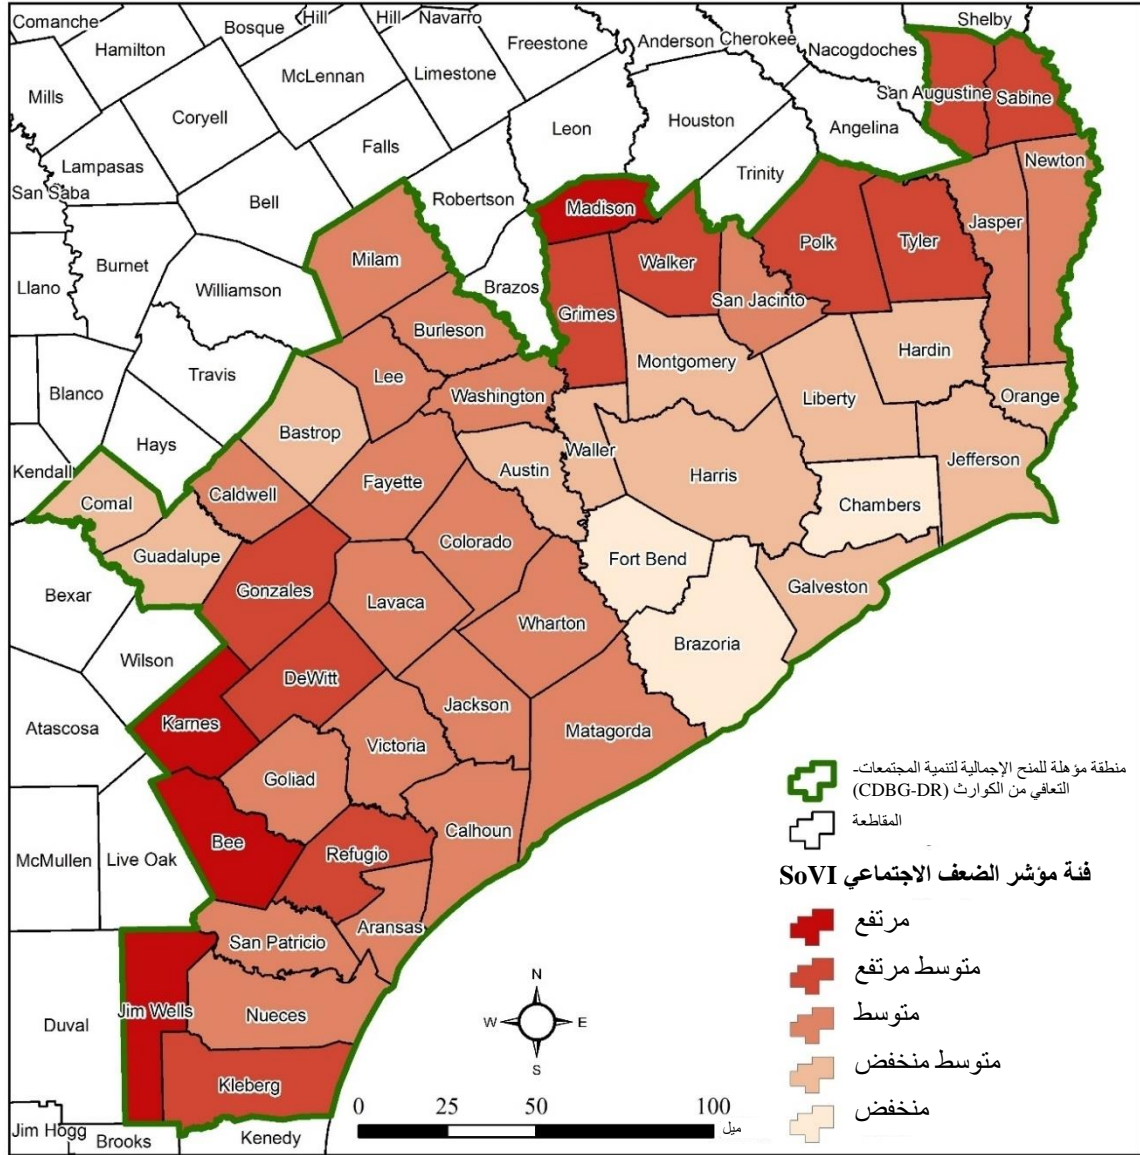 Shelby
Comanche
Hill
Hill
Navarro
Bosque
Hamilton
Freestone
Anderson
Cherokee
Nacogdoches
McLennan
Limestone
Mills
San Augustine
Sabine
Coryell
Leon
Houston
Angelina
Falls
Lampasas
Newton
Trinity
San Saba
Bell
Robertson
Madison
Jasper
Milam
Polk
Tyler
Walker
Burnet
Llano
Williamson
Brazos
San Jacinto
Grimes
Burleson
Hardin
Montgomery
Travis
Lee
Blanco
Washington
Liberty
Orange
Bastrop
Hays
Waller
Jefferson
Kendall
Austin
Harris
Fayette
Caldwell
Comal
Chambers
Colorado
Guadalupe
Fort Bend
Galveston
Gonzales
Bexar
Lavaca
Wharton
Brazoria
Wilson
DeWitt
Jackson
Karnes
Atascosa
Matagorda
Victoria
Goliad
Calhoun
Bee
Refugio
McMullen
Live Oak
Aransas
San Patricio
Jim Wells
Nueces
Duval
Kleberg
Jim Hogg
Brooks
Kenedy
منطقة مؤهلة للمنح الإجمالية لتنمية المجتمعات-
التعافي من الكوارث (CDBG-DR)
المقاطعة
فئة مؤشر الضعف الاجتماعي SoVI
مرتفع
متوسط مرتفع
متوسط
متوسط منخفض
منخفض
N
W
E
S
0 25 50 100
ميل